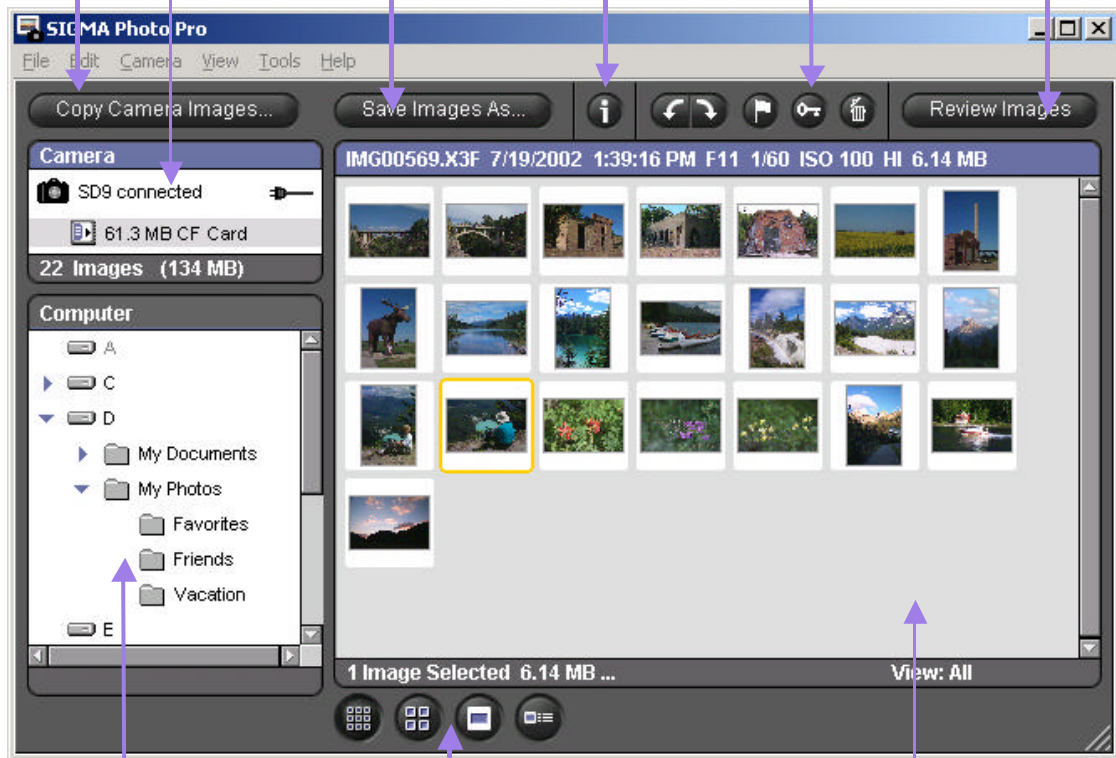 SIGMA Photo Pro
File Edit Camera View Tools Help
Copy Camera Images...
Save Images As...
Review Images
Camera
SD9 connected
61.3 MB CF Card
22 Images (134 MB)
Computer
A
C
D
My Documents
My Photos
Favorites
Friends
Vacation
E
IMG00569.X3F 7/19/2002 1:39:16 PM F11 1/60 ISO 100 HI 6.14 MB
1 Image Selected 6.14 MB ...
View: All